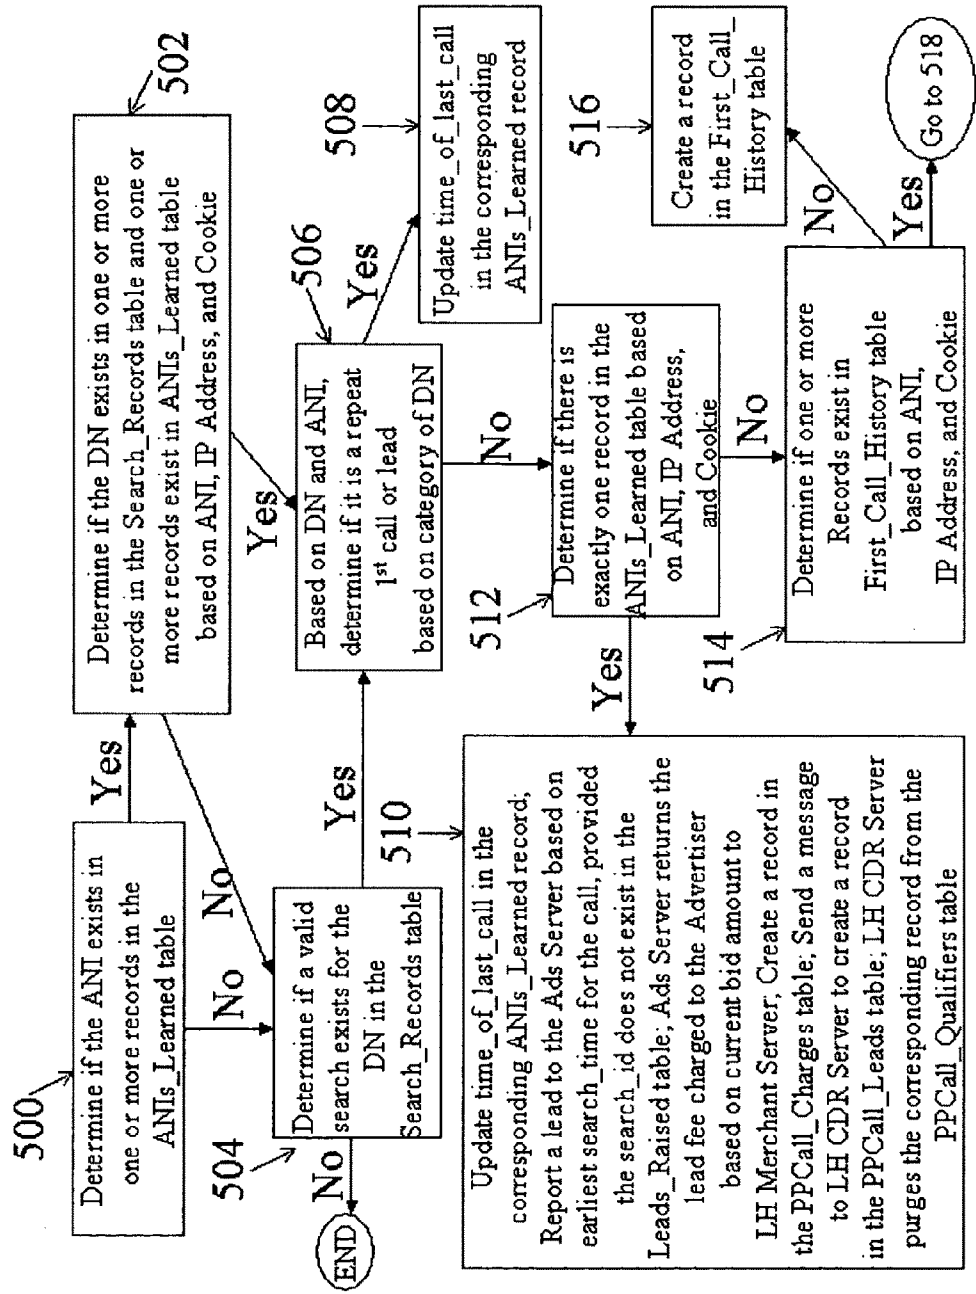 500
Determine if the ANI exists in
one or more records in the
ANIs_Learned table
Yes
No
502
Determine if the DN exists in one or more
records in the Search_Records table and one or
more records exist in ANIs_Learned table
based on ANI, IP Address, and Cookie
No
Yes
504
Determine if a valid
search exists for the
DN in the
Search_Records table
No
END
Yes
506
Based on DN and ANI,
determine if it is a repeat
1st call or lead
based on category of DN
Yes
No
508
Update time_of_last_call
in the corresponding
ANIs_Learned record
510
Update time_of_last_call in the
corresponding ANIs_Learned record;
Report a lead to the Ads Server based on
earliest search_time for the call, provided
the search_id does not exist in the
Leads_Raised table; Ads Server returns the
lead fee charged to the Advertiser
based on current bid amount to
LH Merchant Server; Create a record in
the PPCall_Charges table; Send a message
to LH CDR Server to create a record
in the PPCall_Leads table; LH CDR Server
purges the corresponding record from the
PPCall_Qualifiers table
512
Determine if there is
exactly one record in the
ANIs_Learned table based
on ANI, IP Address,
and Cookie
Yes
No
514
Determine if one or more
Records exist in
First_Call_History table
based on ANI,
IP Address, and Cookie
No
Yes
516
Create a record
in the First_Call_
History table
Go to 518